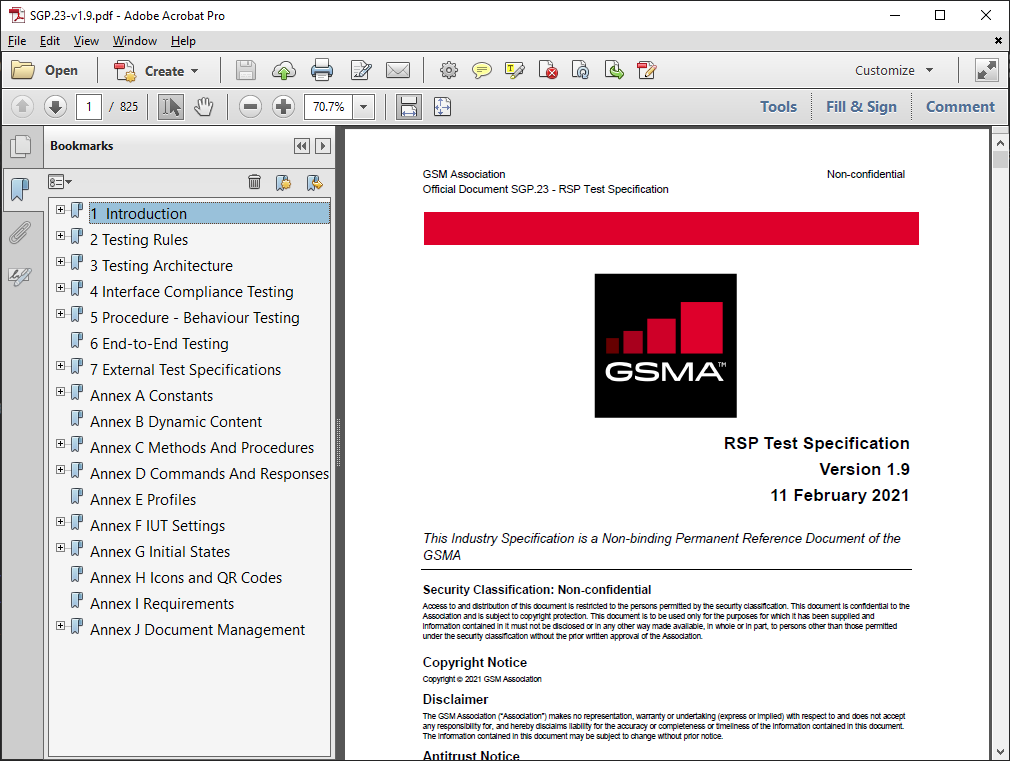 SGP.23-v1.9.pdf - Adobe Acrobat Pro
File Edit View Window Help
Open Create Customize
1 / 825 70.7% Tools Fill & Sign Comment
Bookmarks
1 Introduction
2 Testing Rules
3 Testing Architecture
4 Interface Compliance Testing
5 Procedure - Behaviour Testing
6 End-to-End Testing
7 External Test Specifications
Annex A Constants
Annex B Dynamic Content
Annex C Methods And Procedures
Annex D Commands And Responses
Annex E Profiles
Annex F IUT Settings
Annex G Initial States
Annex H Icons and QR Codes
Annex I Requirements
Annex J Document Management
GSM Association Non-confidential
Official Document SGP.23 - RSP Test Specification
GSMA™
RSP Test Specification
Version 1.9
11 February 2021
This Industry Specification is a Non-binding Permanent Reference Document of the
GSMA
Security Classification: Non-confidential
Access to and distribution of this document is restricted to the persons permitted by the security classification. This document is confidential to the
Association and is subject to copyright protection. This document is to be used only for the purposes for which it has been supplied and
information contained in it must not be disclosed or in any other way made available, in whole or in part, to persons other than those permitted
under the security classification without the prior written approval of the Association.
Copyright Notice
Copyright © 2021 GSM Association
Disclaimer
The GSM Association ("Association") makes no representation, warranty or undertaking (express or implied) with respect to and does not accept
any responsibility for, and hereby disclaims liability for the accuracy or completeness or timeliness of the information contained in this document.
The information contained in this document may be subject to change without prior notice.
Antitrust Notice